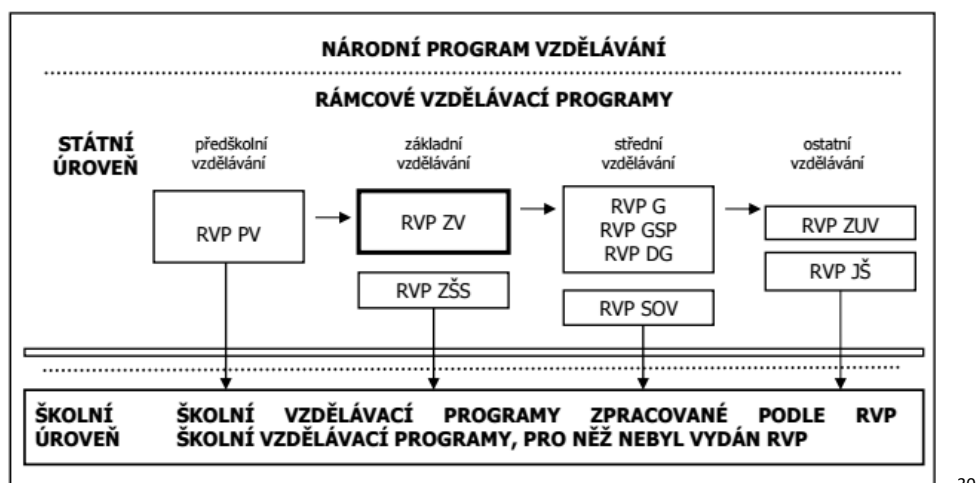 NÁRODNÍ PROGRAM VZDĚLÁVÁNÍ
RÁMCOVÉ VZDĚLÁVACÍ PROGRAMY
STÁTNÍ
ÚROVEŇ
předškolní
vzdělávání
základní
vzdělávání
střední
vzdělávání
ostatní
vzdělávání
RVP PV
RVP ZV
RVP G
RVP GSP
RVP DG
RVP ZUV
RVP ZŠS
RVP SOV
RVP JŠ
ŠKOLNÍ
ÚROVEŇ
ŠKOLNÍ VZDĚLÁVACÍ PROGRAMY ZPRACOVANÉ PODLE RVP
ŠKOLNÍ VZDĚLÁVACÍ PROGRAMY, PRO NĚŽ NEBYL VYDÁN RVP